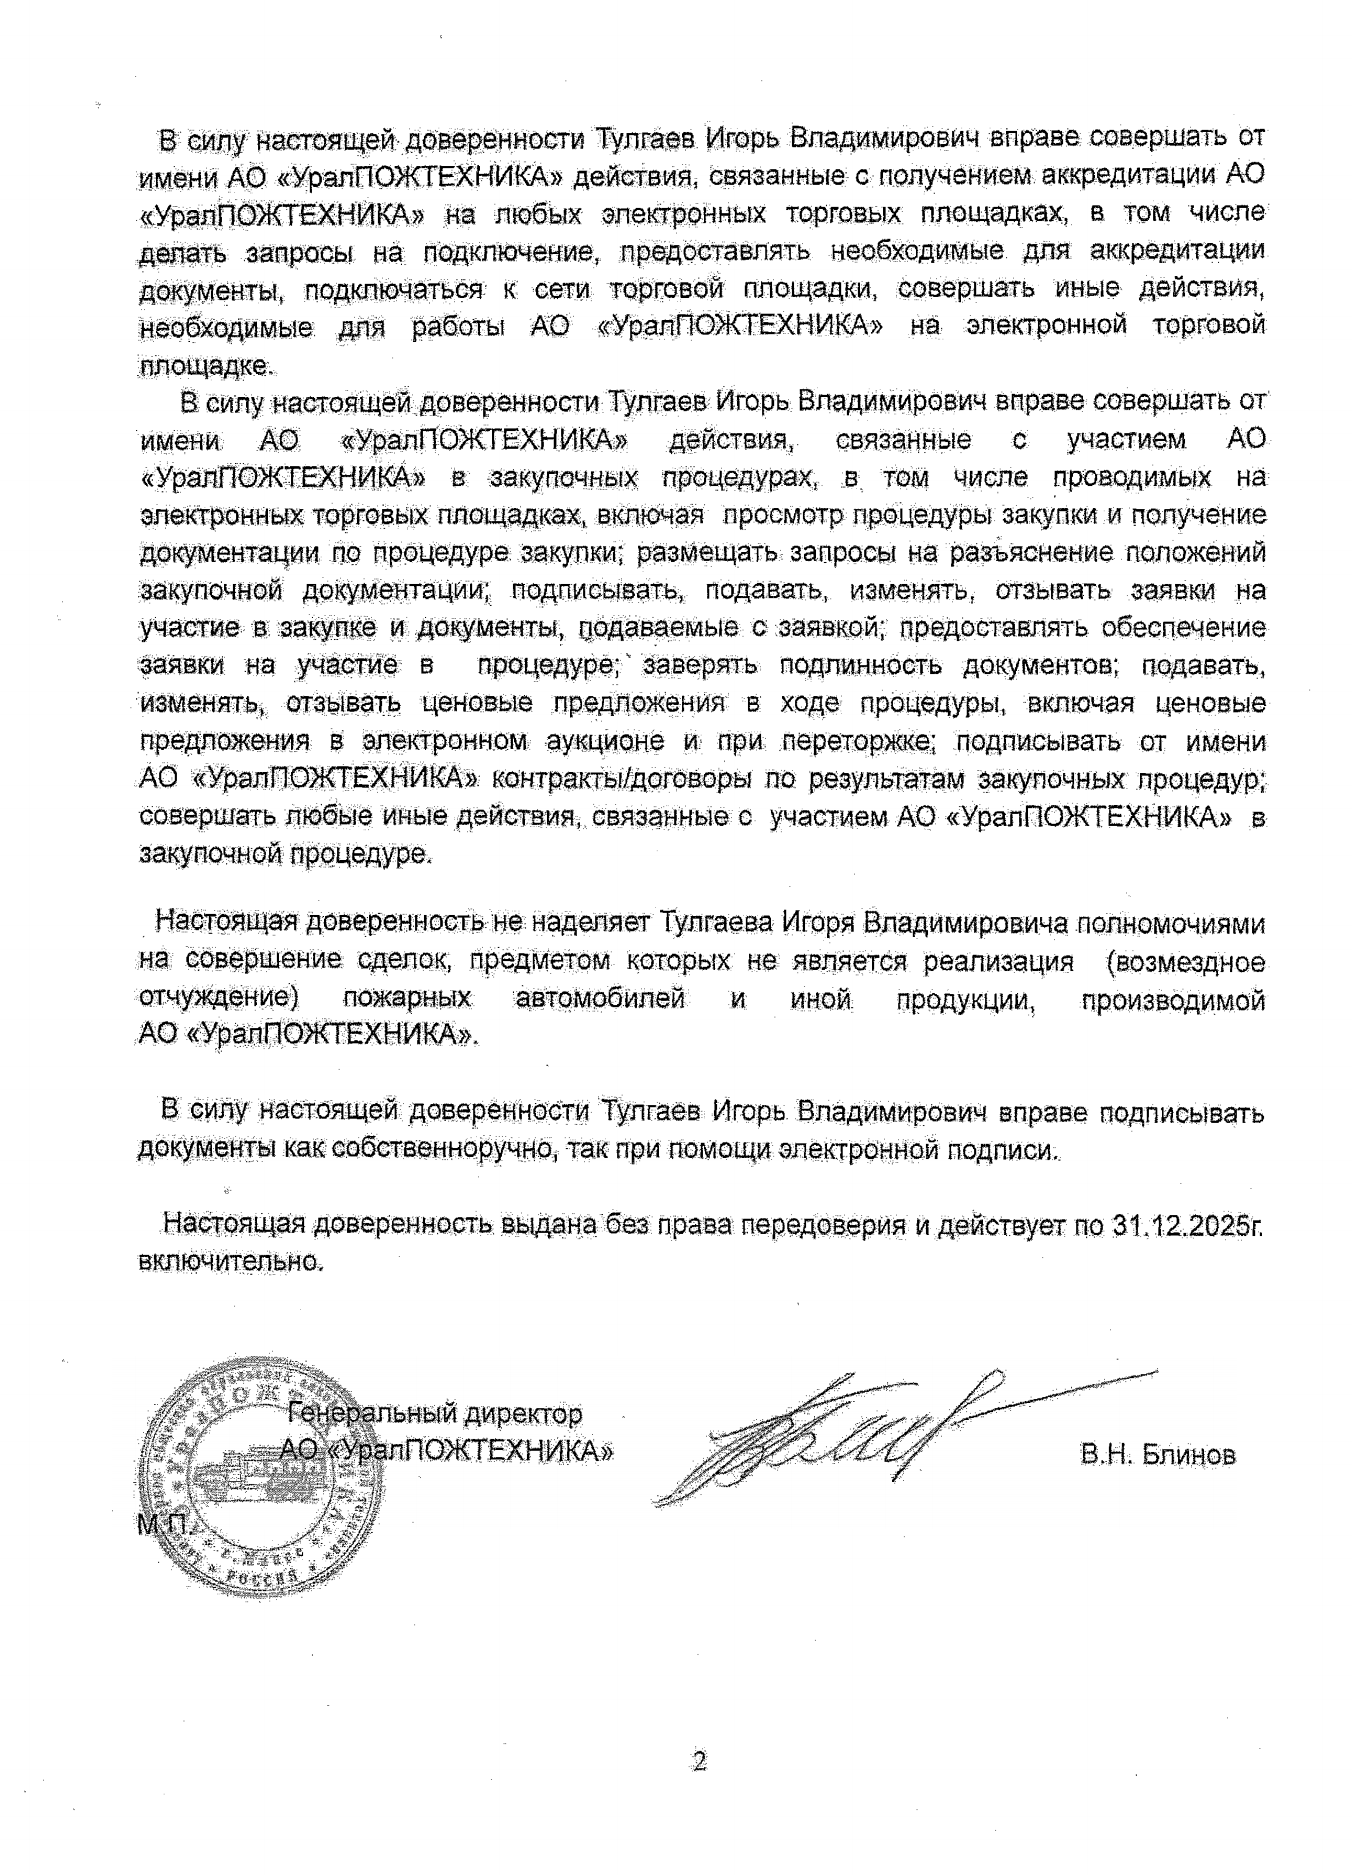 В силу настоящей доверенности Тулгаев Игорь Владимирович вправе совершать от
имени АО «УралПОЖТЕХНИКА» действия, связанные с получением аккредитации АО
«УралПОЖТЕХНИКА» на любых электронных торговых площадках, в том числе
делать запросы на подключение, предоставлять необходимые для аккредитации
документы, подключаться к сети торговой площадки, совершать иные действия,
необходимые для работы АО «УралПОЖТЕХНИКА» на электронной торговой
площадке.
В силу настоящей доверенности Тулгаев Игорь Владимирович вправе совершать от
имени АО «УралПОЖТЕХНИКА» действия, связанные с участием АО
«УралПОЖТЕХНИКА» в закупочных процедурах, в том числе проводимых на
электронных торговых площадках, включая просмотр процедуры закупки и получение
документации по процедуре закупки; размещать запросы на разъяснение положений
закупочной документации; подписывать, подавать, изменять, отзывать заявки на
участие в закупке и документы, подаваемые с заявкой; предоставлять обеспечение
заявки на участие в процедуре; заверять подлинность документов; подавать,
изменять, отзывать ценовые предложения в ходе процедуры, включая ценовые
предложения в электронном аукционе и при переторжке; подписывать от имени
АО «УралПОЖТЕХНИКА» контракты/договоры по результатам закупочных процедур;
совершать любые иные действия, связанные с участием АО «УралПОЖТЕХНИКА» в
закупочной процедуре.
Настоящая доверенность не наделяет Тулгаева Игоря Владимировича полномочиями
на совершение сделок, предметом которых не является реализация (возмездное
отчуждение) пожарных автомобилей и иной продукции, производимой
АО «УралПОЖТЕХНИКА».
В силу настоящей доверенности Тулгаев Игорь Владимирович вправе подписывать
документы как собственноручно, так при помощи электронной подписи.
Настоящая доверенность выдана без права передоверия и действует по 31.12.2025г.
включительно.
Генеральный директор
АО «УралПОЖТЕХНИКА»
В.Н. Блинов
М.П.
г. Миасс
РОССИЯ
2